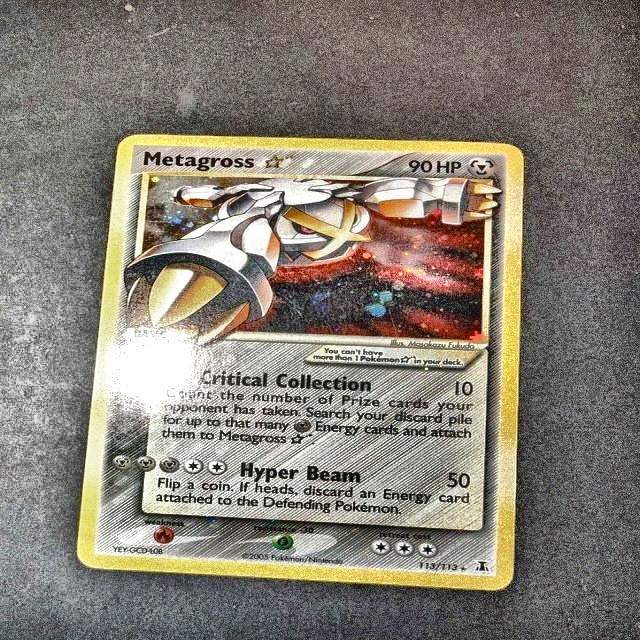 Metagross ☆ 90 HP
Illus. Masakazu Fukuda
You can't have
more than 1 Pokémon ☆ in your deck.
Critical Collection 10
Count the number of Prize cards your
opponent has taken. Search your discard pile
for up to that many Energy cards and attach
them to Metagross ☆.
Hyper Beam 50
Flip a coin. If heads, discard an Energy card
attached to the Defending Pokémon.
weakness resistance -30 retreat cost
©2005 Pokémon/Nintendo 113/113 ★